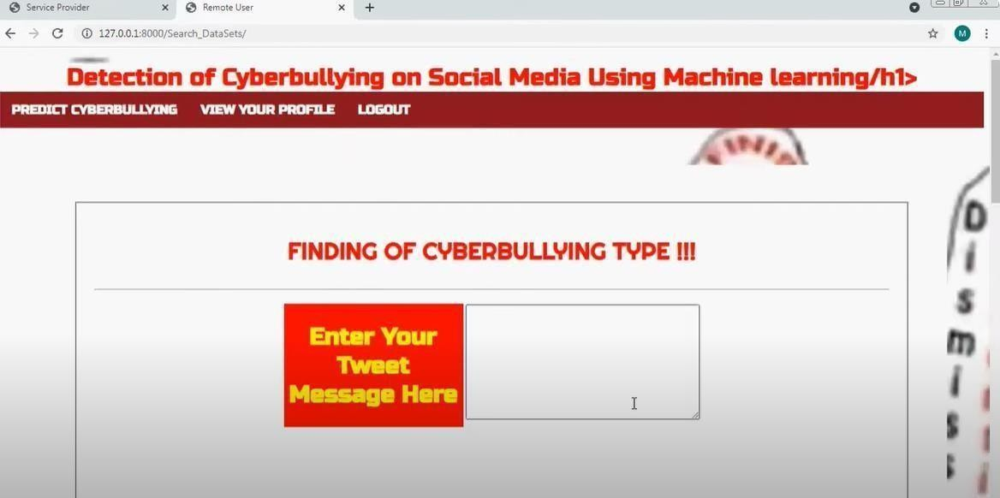 Service Provider
Remote User
127.0.0.1:8000/Search_DataSets/
M
Detection of Cyberbullying on Social Media Using Machine learning/h1>
PREDICT CYBERBULLYING VIEW YOUR PROFILE LOGOUT
FINDING OF CYBERBULLYING TYPE !!!
Enter Your
Tweet
Message Here
D
i
s
m
i
s
s